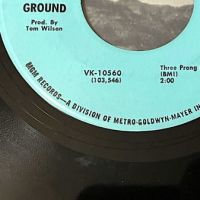 GROUND
Prod. By
Tom Wilson
VK-10560
(103,546)
Three Prong
(BMI)
2:00
MGM RECORDS—A DIVISION OF METRO-GOLDWYN-MAYER IN